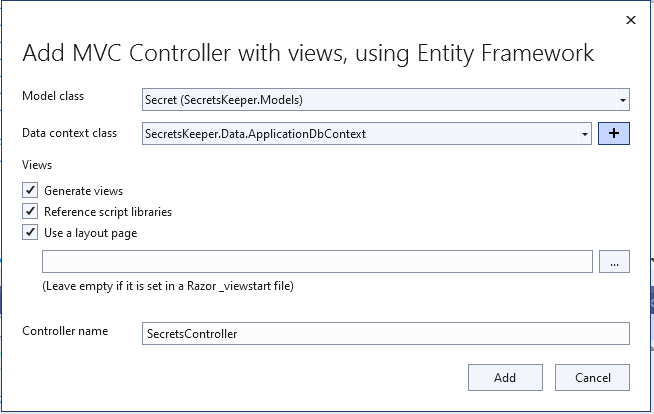 Add MVC Controller with views, using Entity Framework
Model class
Secret (SecretsKeeper.Models)
Data context class
SecretsKeeper.Data.ApplicationDbContext
+
Views
Generate views
Reference script libraries
Use a layout page
...
(Leave empty if it is set in a Razor _viewstart file)
Controller name
SecretsController
Add
Cancel